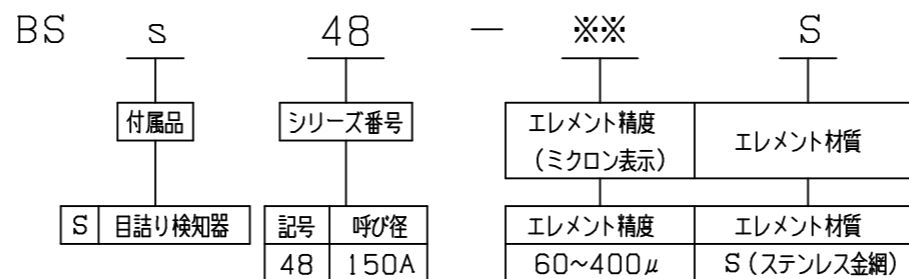 BS s 48 — ※※ S
付属品 シリーズ番号 エレメント精度 (ミクロン表示) エレメント材質
S 目詰り検知器 記号 呼び径 エレメント精度 エレメント材質
48 150A 60~400μ S(ステンレス金網)